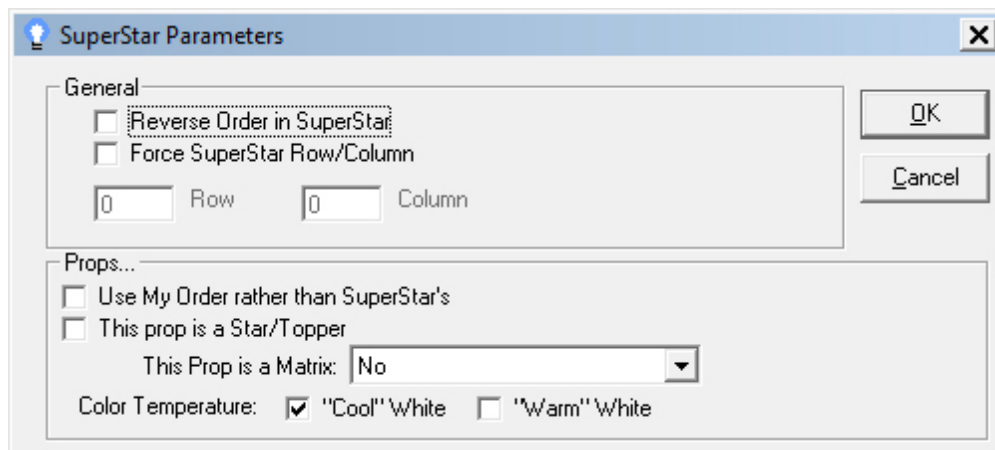 SuperStar Parameters
General
Reverse Order in SuperStar
OK
Force SuperStar Row/Column
Cancel
0 Row 0 Column
Props...
Use My Order rather than SuperStar's
This prop is a Star/Topper
This Prop is a Matrix: No
Color Temperature: "Cool" White "Warm" White